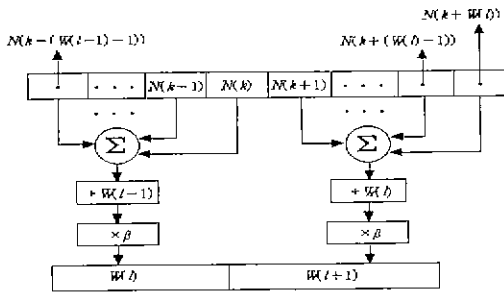 N(k + W(l))
N(k − (W(l−1)−1)) N(k+(W(l)−1))
· · · · N(k−1) N(k) N(k+1) · · · · ·
· · · · · ·
Σ Σ
÷ W(l−1) ÷ W(l)
× β × β
W(l) W(l+1)